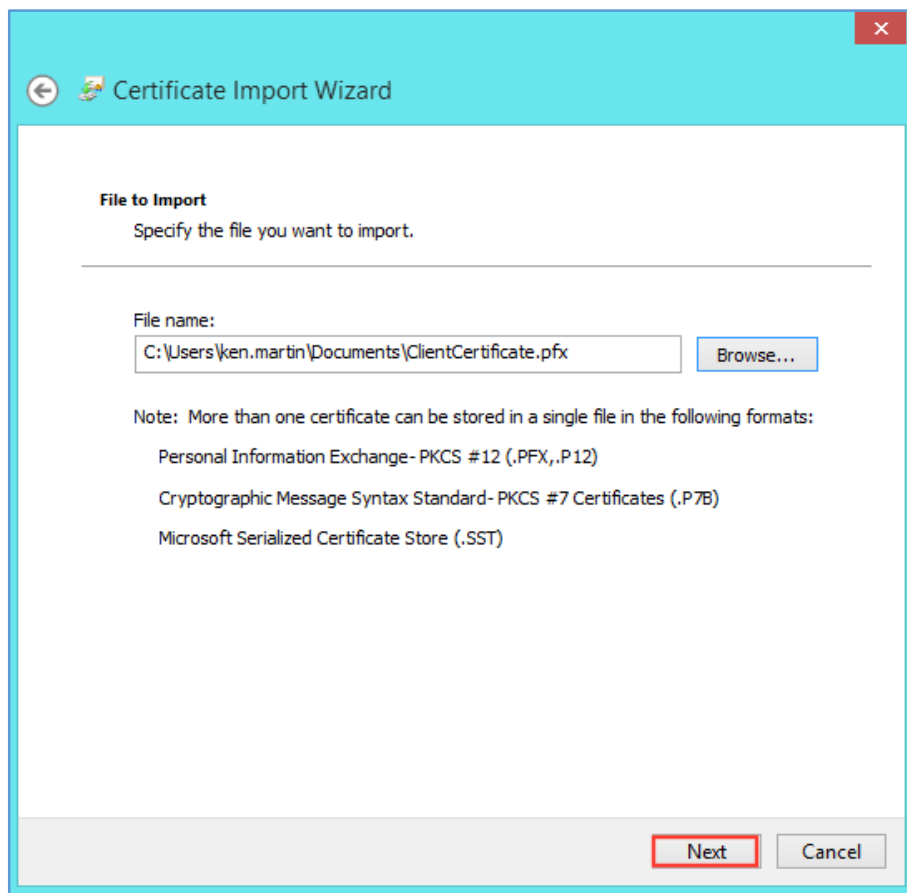 Certificate Import Wizard
File to Import
Specify the file you want to import.
File name:
C:\Users\ken.martin\Documents\ClientCertificate.pfx
Browse...
Note:  More than one certificate can be stored in a single file in the following formats:
Personal Information Exchange- PKCS #12 (.PFX,.P12)
Cryptographic Message Syntax Standard- PKCS #7 Certificates (.P7B)
Microsoft Serialized Certificate Store (.SST)
Next
Cancel